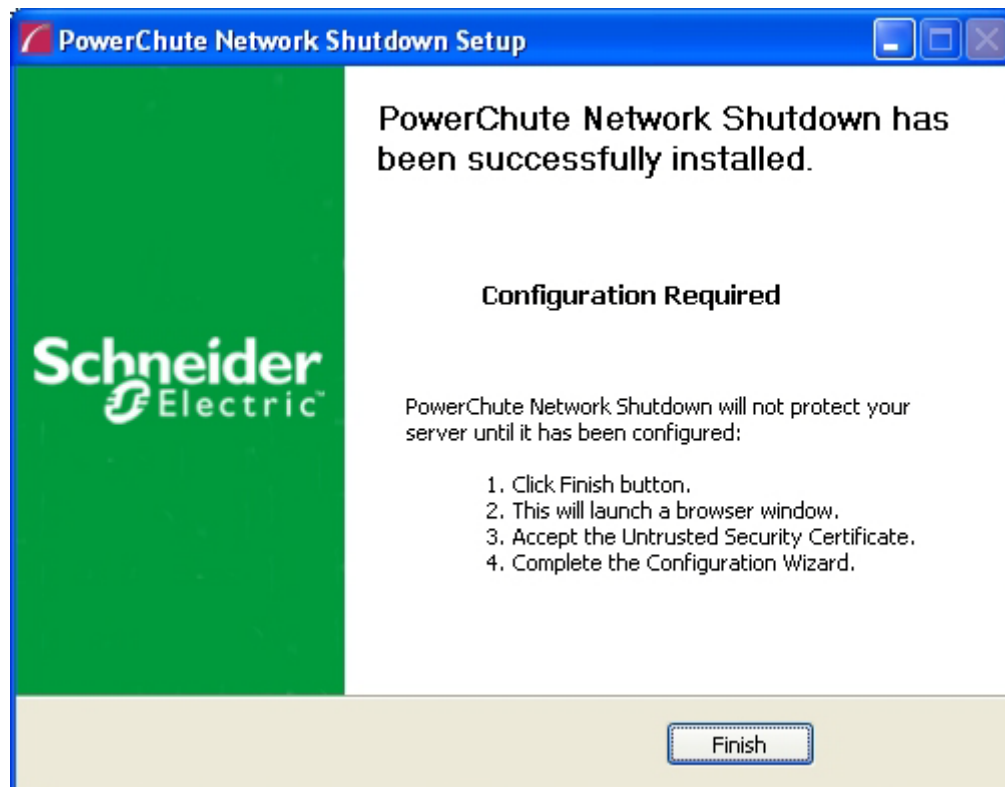 PowerChute Network Shutdown Setup
PowerChute Network Shutdown has
been successfully installed.
Configuration Required
Schneider
Electric™
PowerChute Network Shutdown will not protect your
server until it has been configured:
1. Click Finish button.
2. This will launch a browser window.
3. Accept the Untrusted Security Certificate.
4. Complete the Configuration Wizard.
Finish